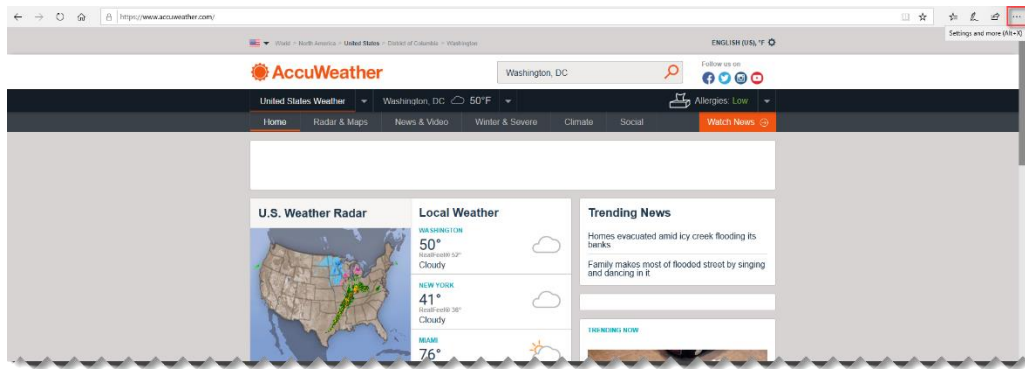 https://www.accuweather.com/
Settings and more (Alt+X)
World > North America > United States > District of Columbia > Washington
ENGLISH (US), °F
AccuWeather
Washington, DC
Follow us on
United States Weather
Washington, DC 50°F
Allergies: Low
Home Radar & Maps News & Video Winter & Severe Climate Social Watch News
U.S. Weather Radar
Local Weather
WASHINGTON
50°
RealFeel® 52°
Cloudy
NEW YORK
41°
RealFeel® 36°
Cloudy
MIAMI
76°
Trending News
Homes evacuated amid icy creek flooding its
banks
Family makes most of flooded street by singing
and dancing in it
TRENDING NOW